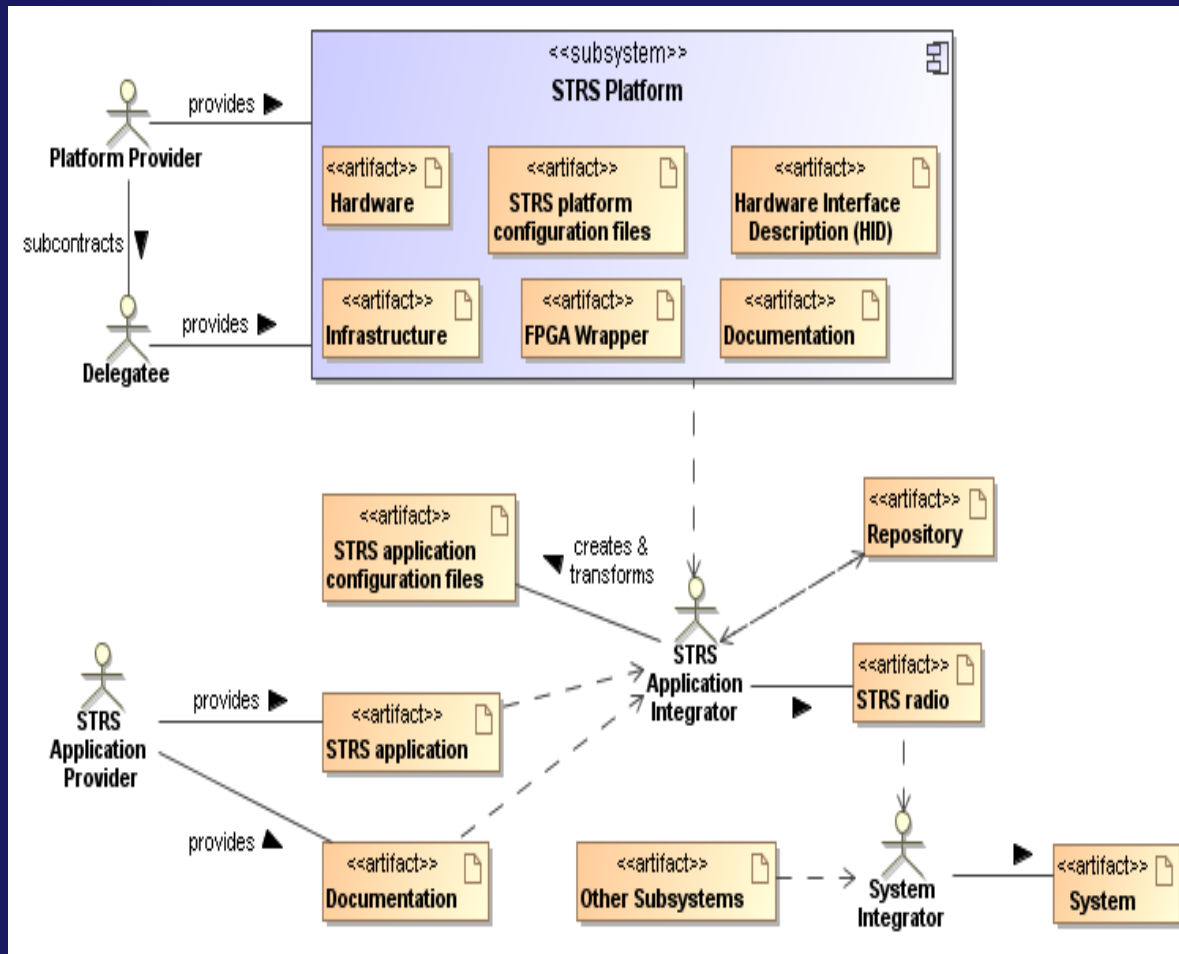 <<subsystem>>
STRS Platform
provides
Platform Provider
<<artifact>>
Hardware
<<artifact>>
STRS platform
configuration files
<<artifact>>
Hardware Interface
Description (HID)
subcontracts
provides
Delegatee
<<artifact>>
Infrastructure
<<artifact>>
FPGA Wrapper
<<artifact>>
Documentation
<<artifact>>
STRS application
configuration files
creates &
transforms
<<artifact>>
Repository
STRS
Application
Integrator
<<artifact>>
STRS radio
STRS
Application
Provider
provides
<<artifact>>
STRS application
provides
<<artifact>>
Documentation
<<artifact>>
Other Subsystems
System
Integrator
<<artifact>>
System